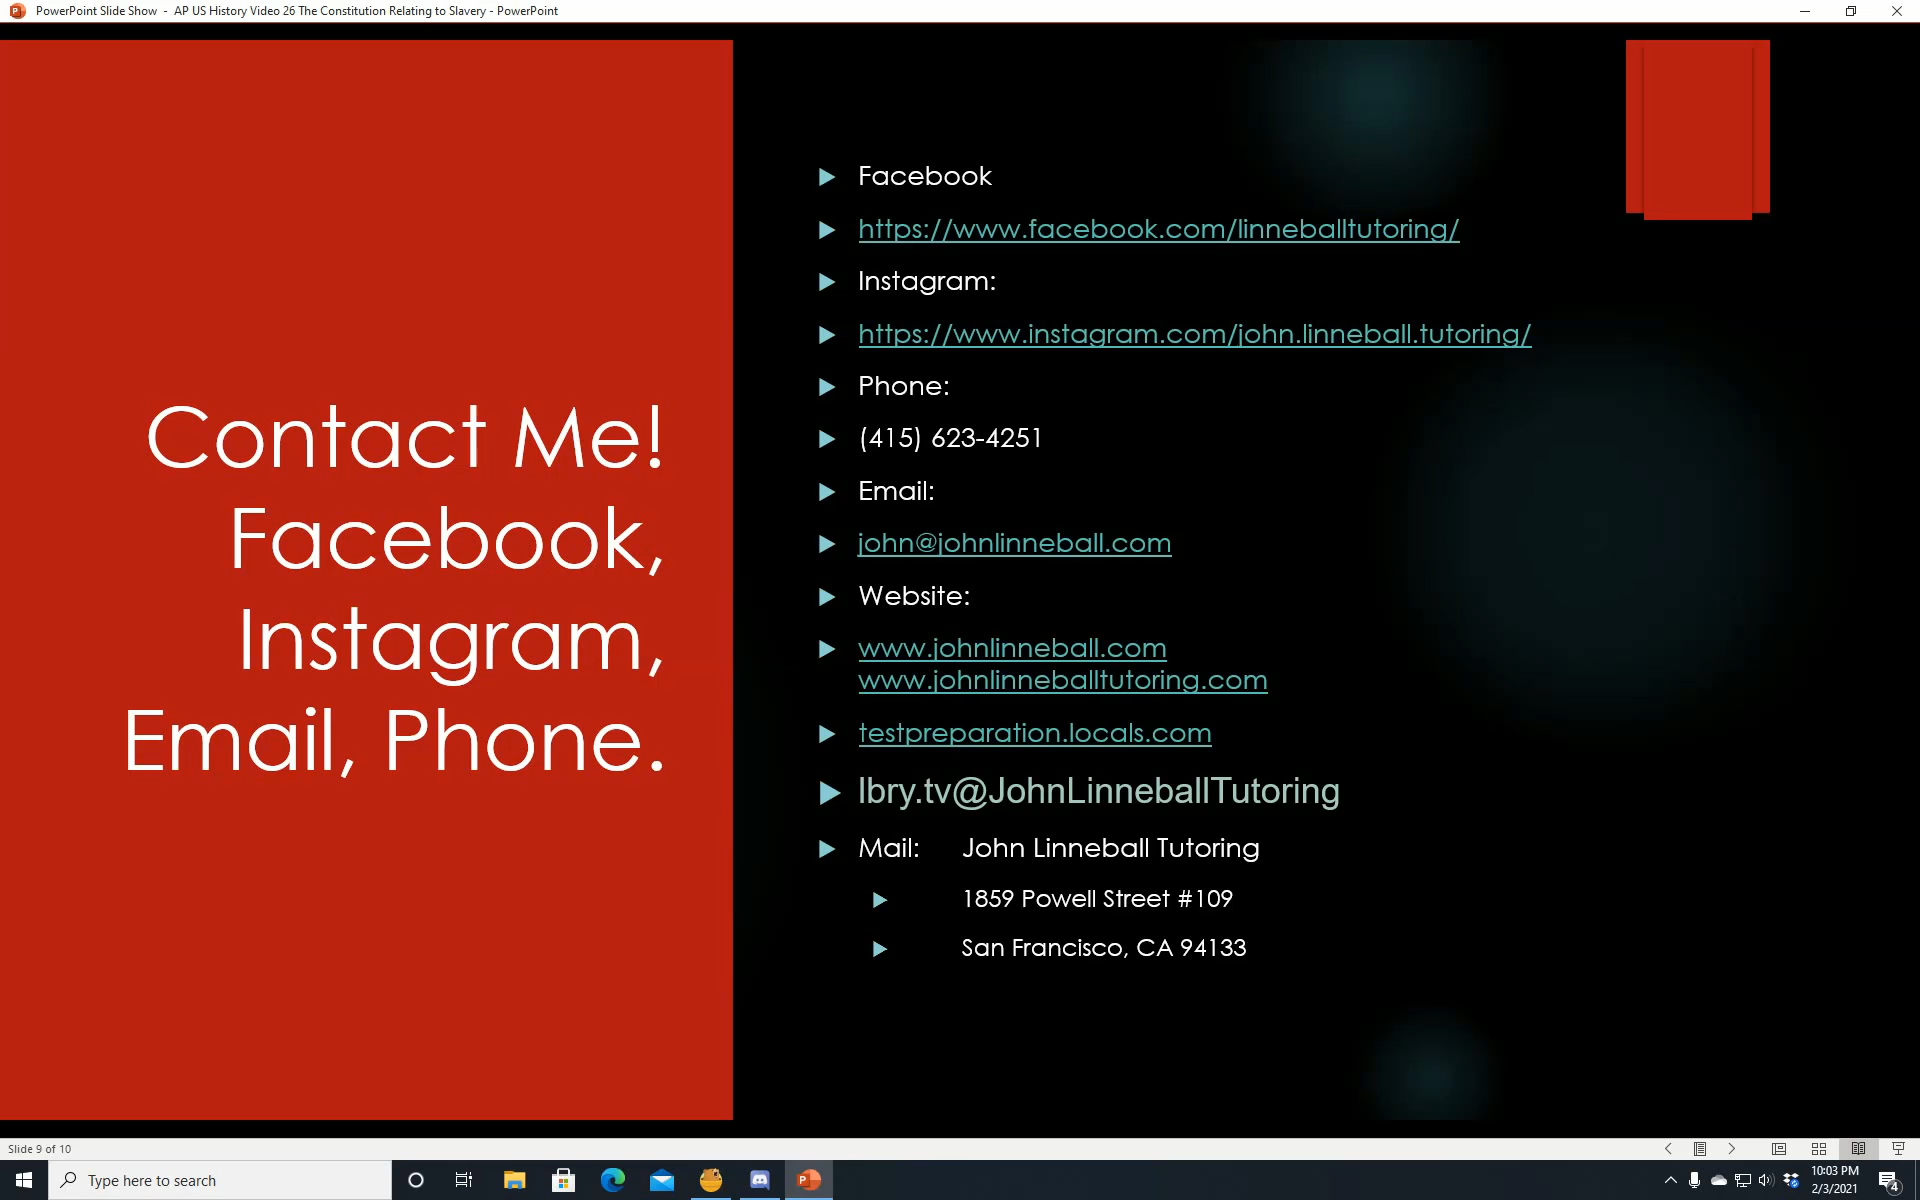 PowerPoint Slide Show - AP US History Video 26 The Constitution Relating to Slavery - PowerPoint
Contact Me!
Facebook,
Instagram,
Email, Phone.
Facebook
https://www.facebook.com/linneballtutoring/
Instagram:
https://www.instagram.com/john.linneball.tutoring/
Phone:
(415) 623-4251
Email:
john@johnlinneball.com
Website:
www.johnlinneball.com
www.johnlinneballtutoring.com
testpreparation.locals.com
lbry.tv@JohnLinneballTutoring
Mail: John Linneball Tutoring
1859 Powell Street #109
San Francisco, CA 94133
Slide 9 of 10
Type here to search
10:03 PM
2/3/2021
4